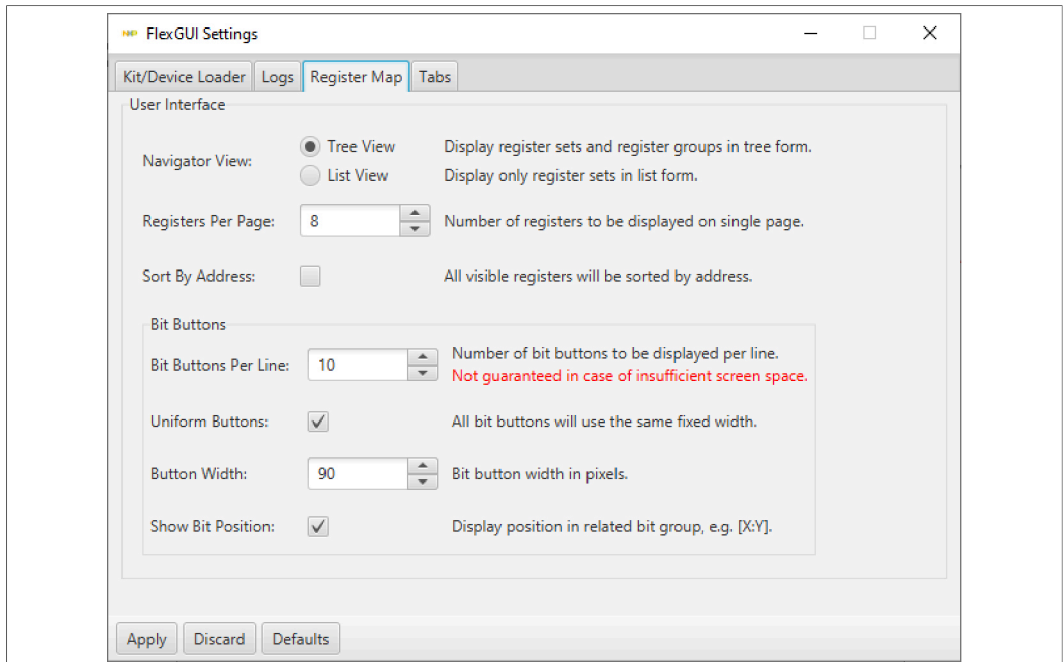 NXP FlexGUI Settings
Kit/Device Loader Logs Register Map Tabs
User Interface
Navigator View:
Tree View Display register sets and register groups in tree form.
List View Display only register sets in list form.
Registers Per Page: 8 Number of registers to be displayed on single page.
Sort By Address: All visible registers will be sorted by address.
Bit Buttons
Bit Buttons Per Line: 10 Number of bit buttons to be displayed per line.
Not guaranteed in case of insufficient screen space.
Uniform Buttons: All bit buttons will use the same fixed width.
Button Width: 90 Bit button width in pixels.
Show Bit Position: Display position in related bit group, e.g. [X:Y].
Apply Discard Defaults